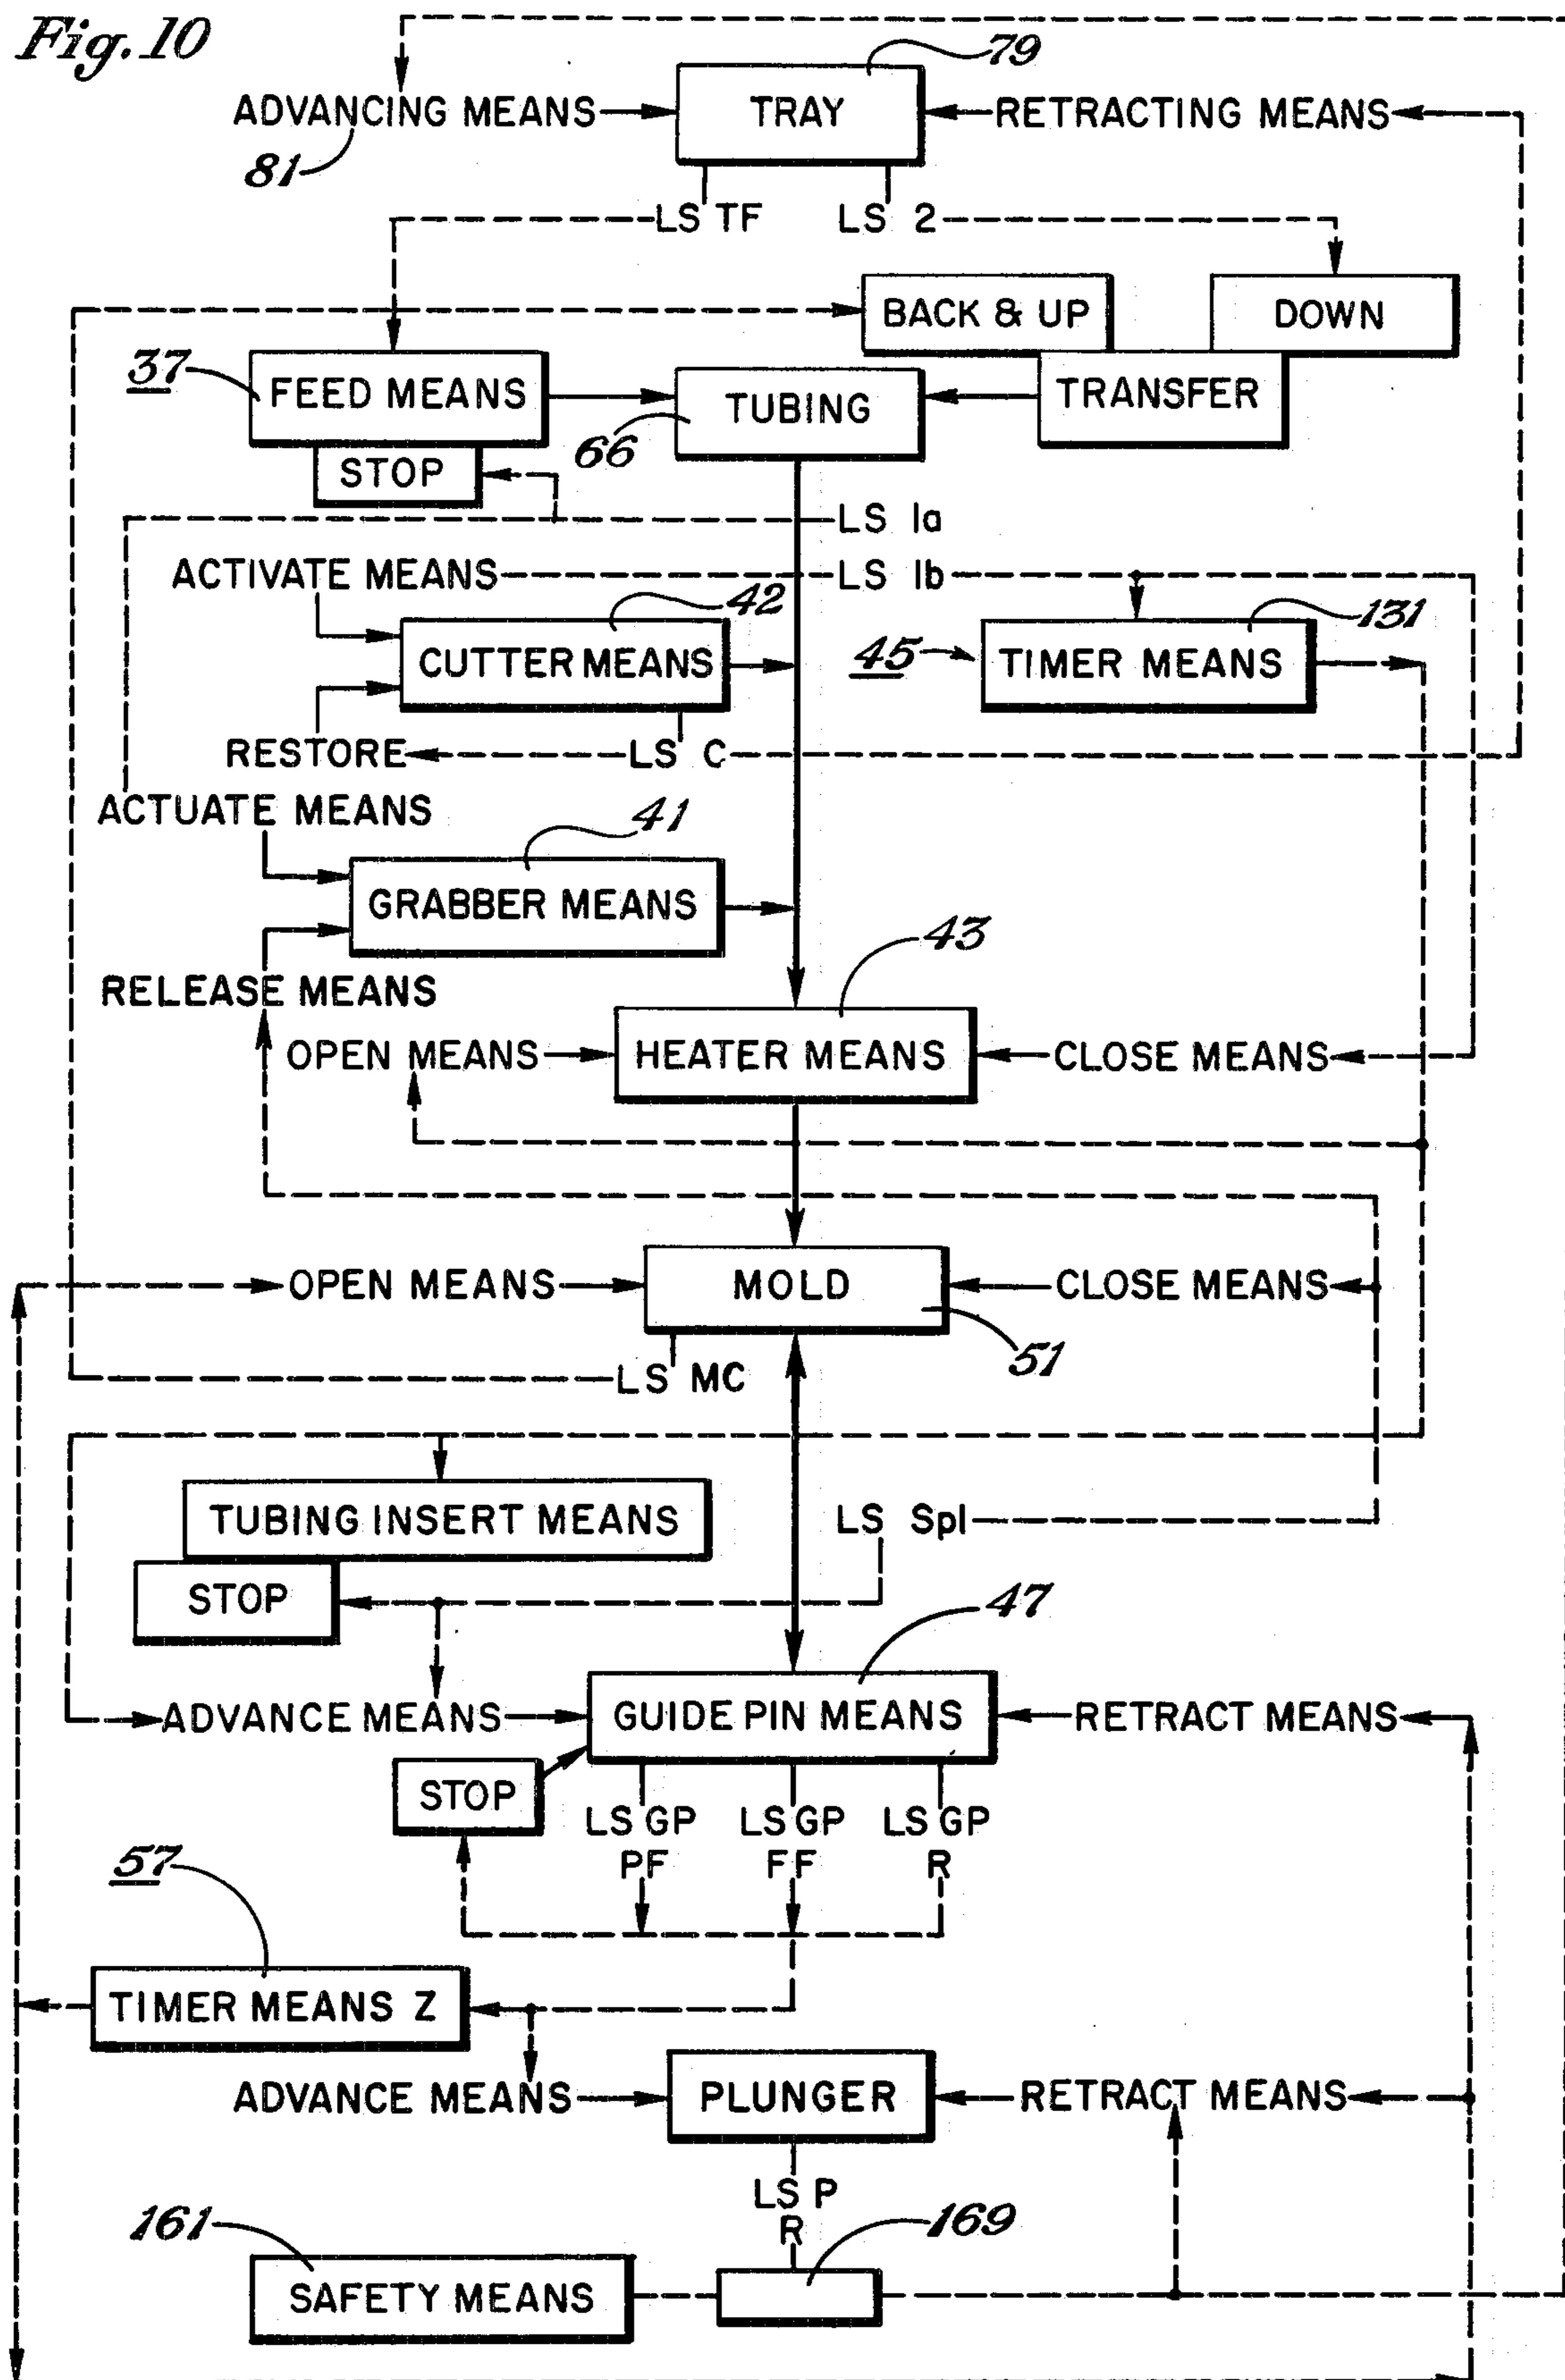 Fig. 10
79
ADVANCING MEANS TRAY RETRACTING MEANS
81
LS TF LS 2
BACK & UP DOWN
37 FEED MEANS TUBING TRANSFER
66
STOP
LS 1a
ACTIVATE MEANS LS 1b
42 131
CUTTER MEANS 45 TIMER MEANS
RESTORE LS C
ACTUATE MEANS
41
GRABBER MEANS
43
RELEASE MEANS
OPEN MEANS HEATER MEANS CLOSE MEANS
OPEN MEANS MOLD CLOSE MEANS
51
LS MC
TUBING INSERT MEANS LS Spl
STOP
47
ADVANCE MEANS GUIDE PIN MEANS RETRACT MEANS
STOP
LS GP LS GP LS GP
PF FF R
57
TIMER MEANS Z
ADVANCE MEANS PLUNGER RETRACT MEANS
LS P
R
161 169
SAFETY MEANS